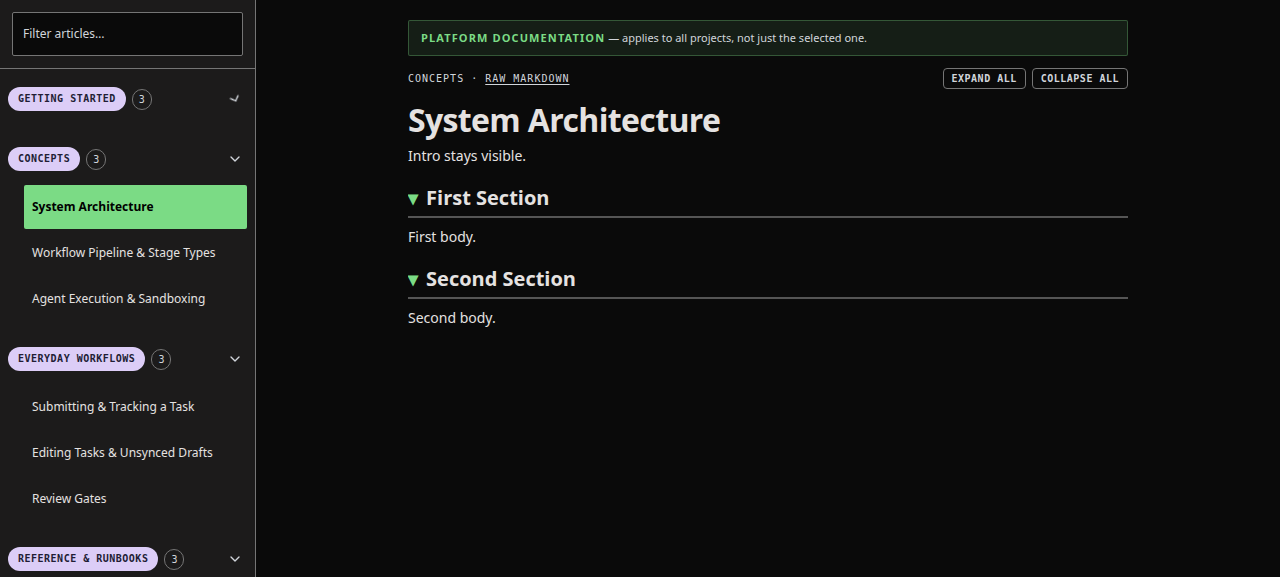 Filter articles...
GETTING STARTED 3
CONCEPTS 3
System Architecture
Workflow Pipeline & Stage Types
Agent Execution & Sandboxing
EVERYDAY WORKFLOWS 3
Submitting & Tracking a Task
Editing Tasks & Unsynced Drafts
Review Gates
REFERENCE & RUNBOOKS 3
PLATFORM DOCUMENTATION — applies to all projects, not just the selected one.
CONCEPTS · RAW MARKDOWN
EXPAND ALL COLLAPSE ALL
System Architecture
Intro stays visible.
▼ First Section
First body.
▼ Second Section
Second body.